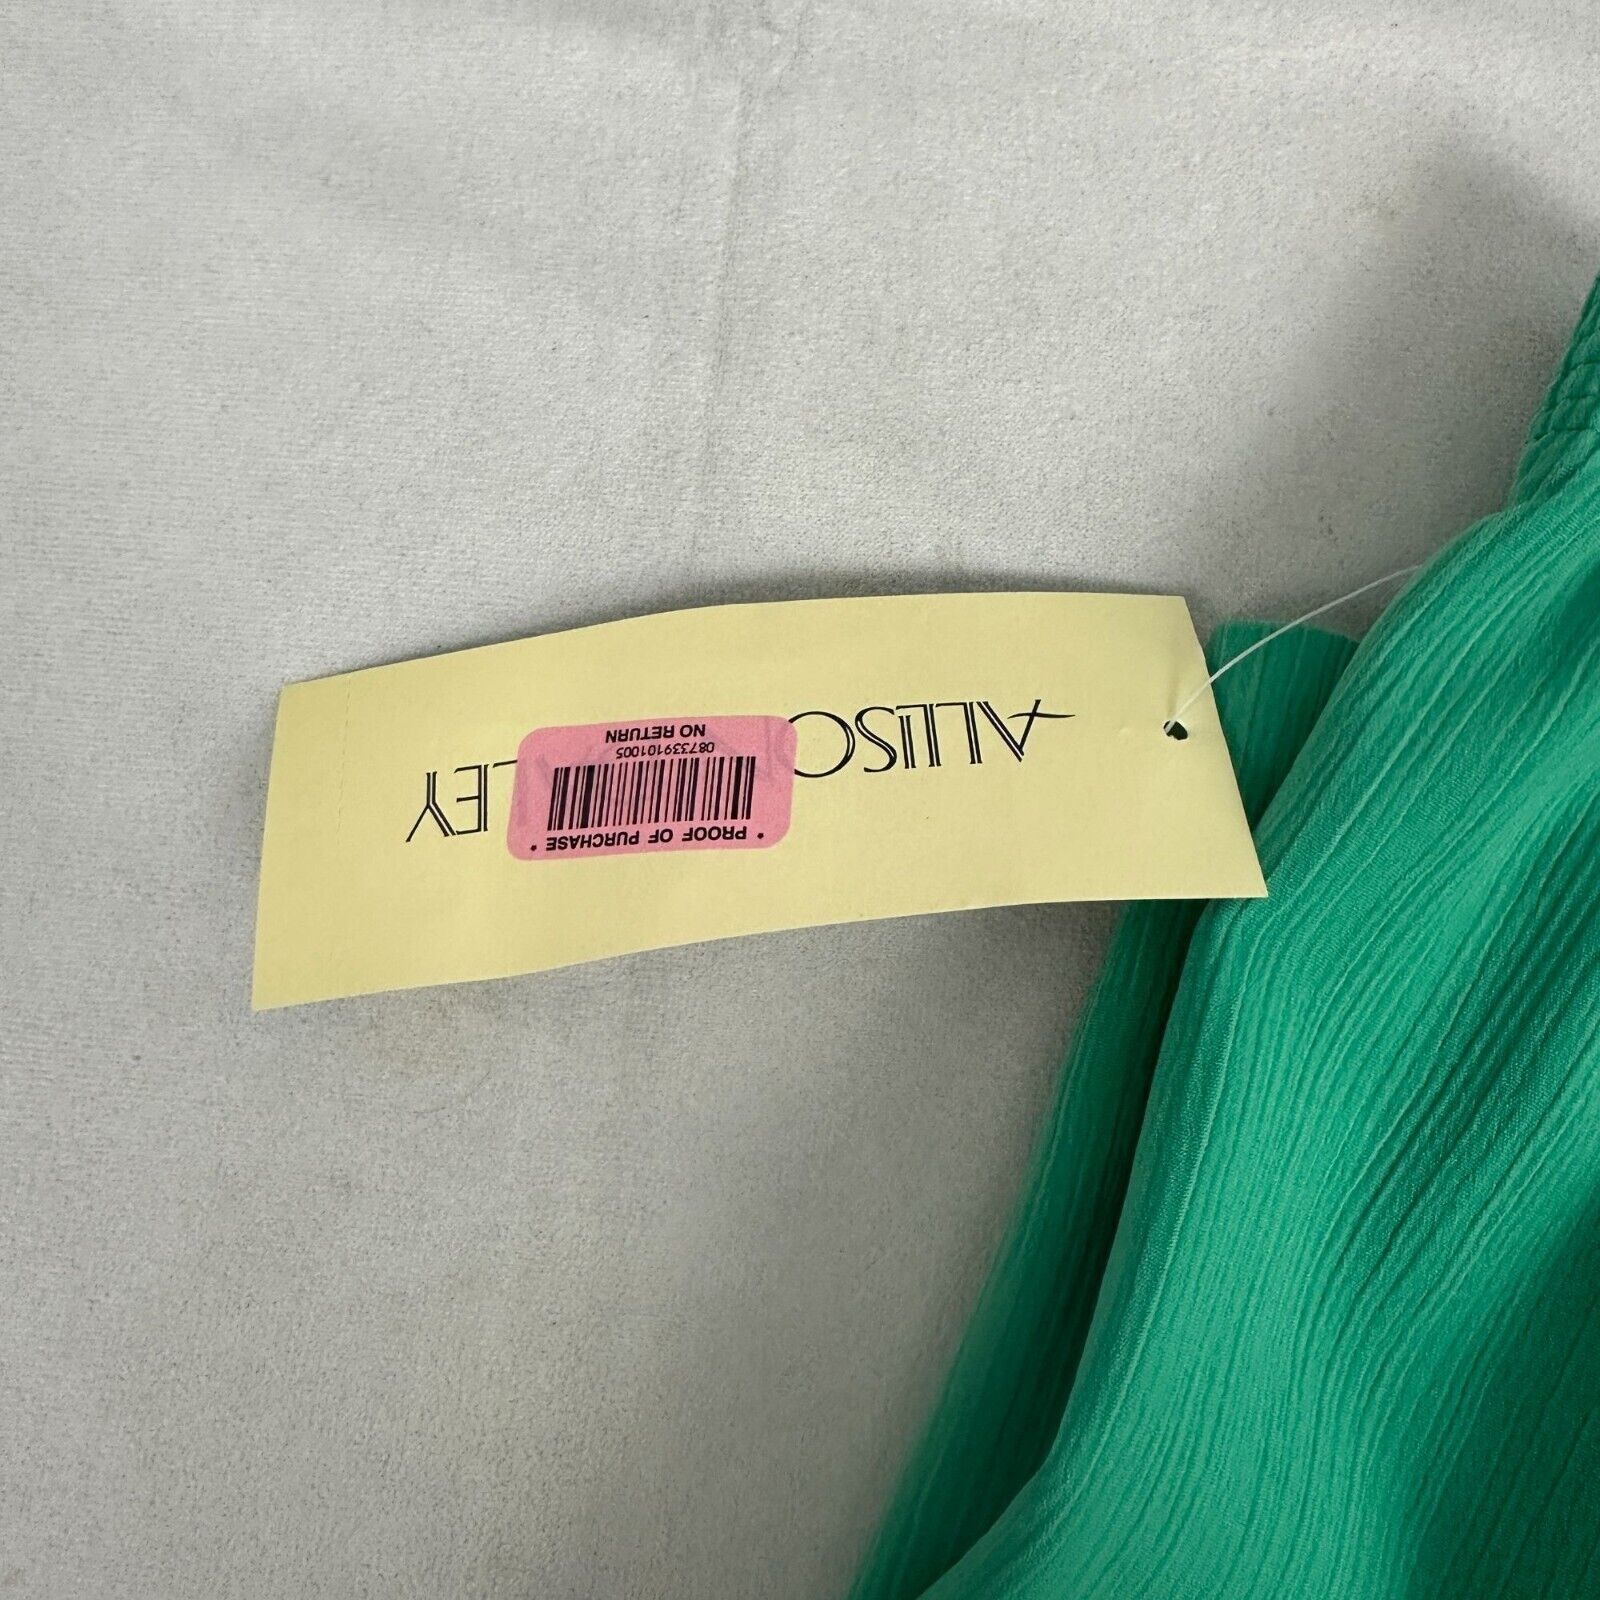 ALLISO LEY
NO RETURN
087339101005
* PROOF OF PURCHASE *